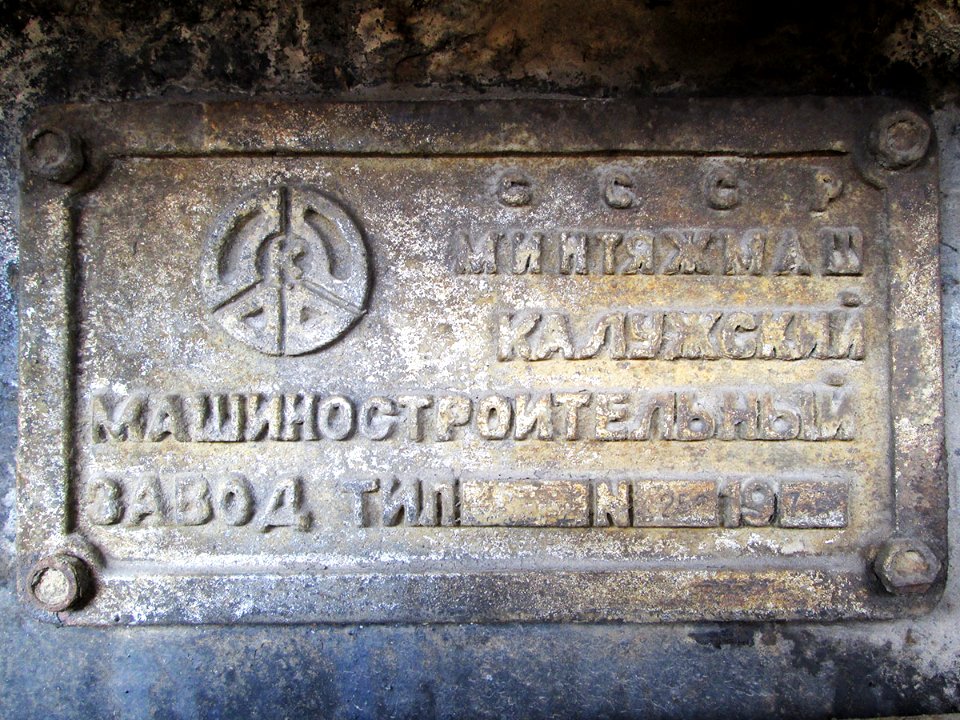 СССР
МИНТЯЖМАШ
КАЛУЖСКИЙ
МАШИНОСТРОИТЕЛЬНЫЙ
ЗАВОД ТИП N 19